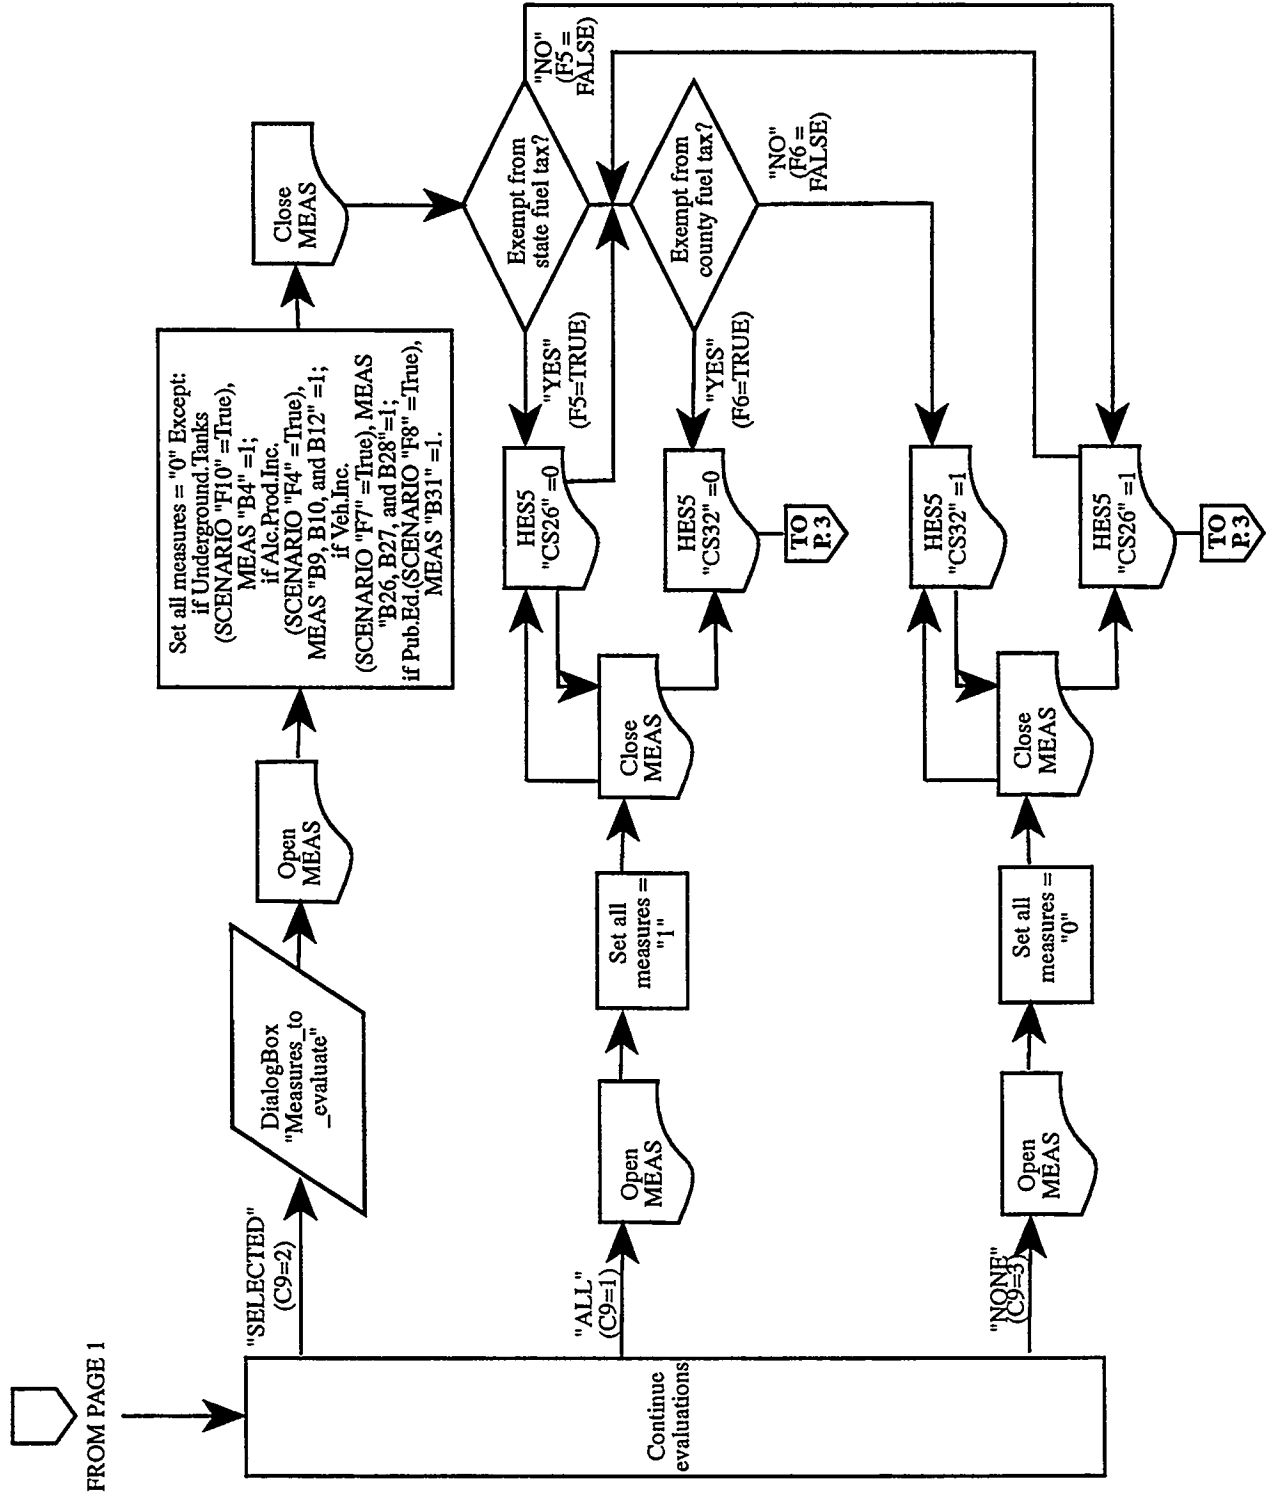 FROM PAGE 1
Continue
evaluations
"SELECTED"
(C9=2)
DialogBox
"Measures_to
_evaluate"
Open
MEAS
Set all measures = "0" Except:
if Underground.Tanks
(SCENARIO "F10" =True),
MEAS "B4" =1;
if Alc.Prod.Inc.
(SCENARIO "F4" =True),
MEAS "B9, B10, and B12" =1;
if Veh.Inc.
(SCENARIO "F7" =True), MEAS
"B26, B27, and B28"=1;
if Pub.Ed.(SCENARIO "F8" =True),
MEAS "B31" =1.
Close
MEAS
Exempt from
state fuel tax?
"NO"
(F5 =
FALSE)
"YES"
(F5=TRUE)
Exempt from
county fuel tax?
"NO"
(F6 =
FALSE)
"YES"
(F6=TRUE)
"ALL"
(C9=1)
Open
MEAS
Set all
measures =
"1"
Close
MEAS
HES5
"CS26" =0
HES5
"CS32" =0
TO
P.3
"NONE"
(C9=3)
Open
MEAS
Set all
measures =
"0"
Close
MEAS
HES5
"CS32" =1
HES5
"CS26" =1
TO
P.3